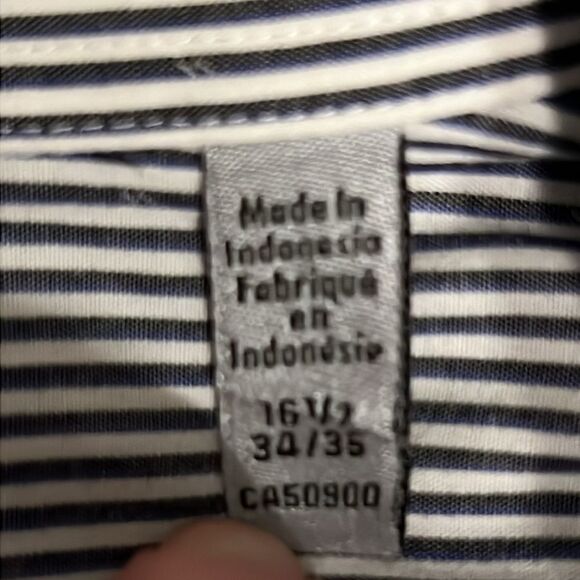 Made In
Indonesia
Fabriqué
en
Indonésie
16 1/2
34/35
CA50900